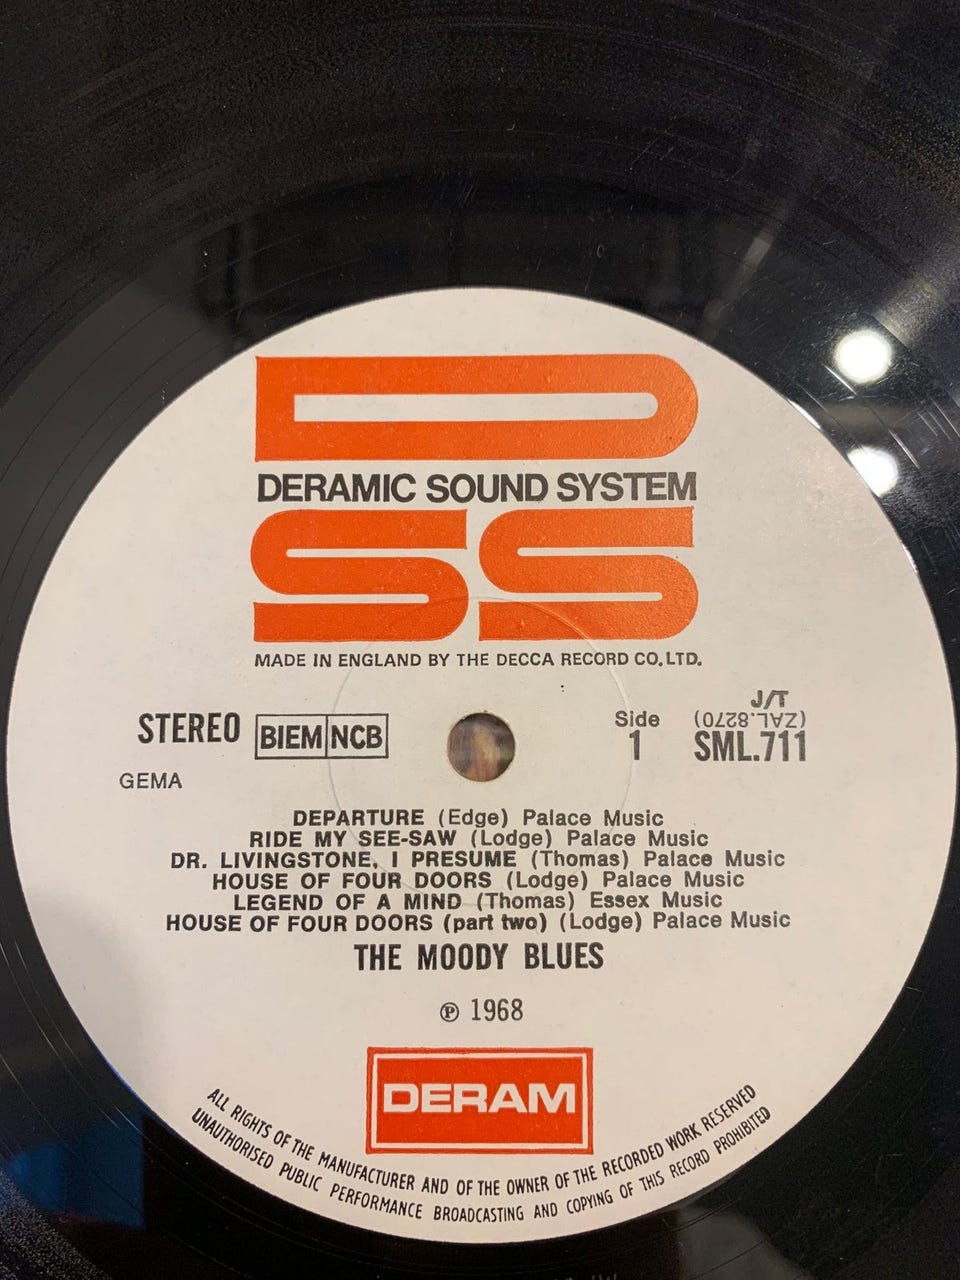 D
DERAMIC SOUND SYSTEM
SS
MADE IN ENGLAND BY THE DECCA RECORD CO. LTD.
J/T
STEREO BIEM NCB Side 1 (ZAL.8270)
SML.711
GEMA
DEPARTURE (Edge) Palace Music
RIDE MY SEE-SAW (Lodge) Palace Music
DR. LIVINGSTONE, I PRESUME (Thomas) Palace Music
HOUSE OF FOUR DOORS (Lodge) Palace Music
LEGEND OF A MIND (Thomas) Essex Music
HOUSE OF FOUR DOORS (part two) (Lodge) Palace Music
THE MOODY BLUES
℗ 1968
DERAM
ALL RIGHTS OF THE MANUFACTURER AND OF THE OWNER OF THE RECORDED WORK RESERVED
UNAUTHORISED PUBLIC PERFORMANCE BROADCASTING AND COPYING OF THIS RECORD PROHIBITED